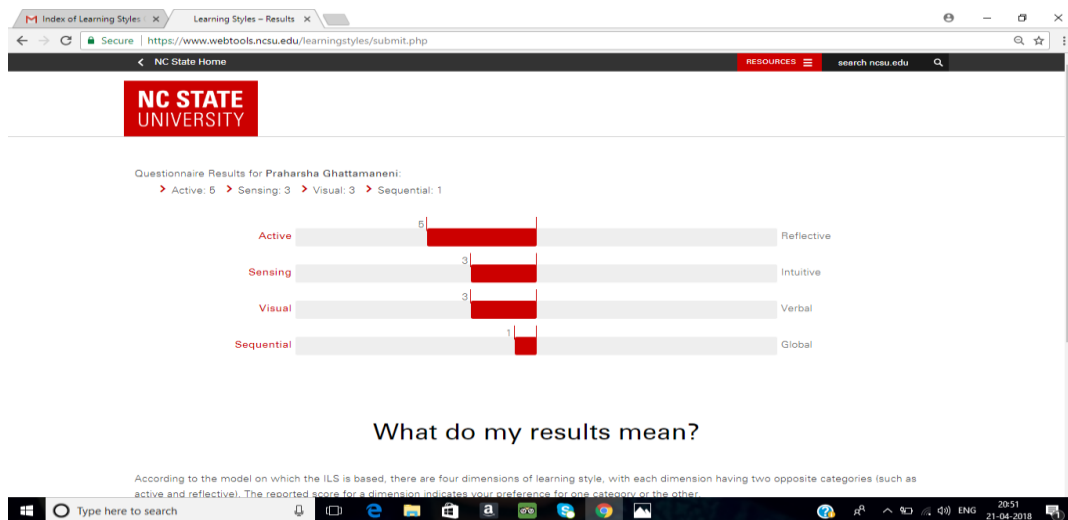 Index of Learning Styles
Learning Styles – Results
Secure | https://www.webtools.ncsu.edu/learningstyles/submit.php
NC State Home
RESOURCES
search ncsu.edu
NC STATE
UNIVERSITY
Questionnaire Results for Praharsha Ghattamaneni:
Active: 5 Sensing: 3 Visual: 3 Sequential: 1
5
Active Reflective
3
Sensing Intuitive
3
Visual Verbal
1
Sequential Global
What do my results mean?
According to the model on which the ILS is based, there are four dimensions of learning style, with each dimension having two opposite categories (such as
active and reflective). The reported score for a dimension indicates your preference for one category or the other.
Type here to search
ENG
20:51
21-04-2018